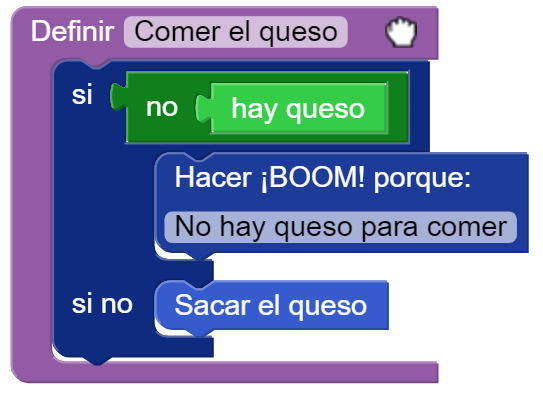 Definir Comer el queso
si no hay queso
Hacer ¡BOOM! porque:
No hay queso para comer
si no Sacar el queso